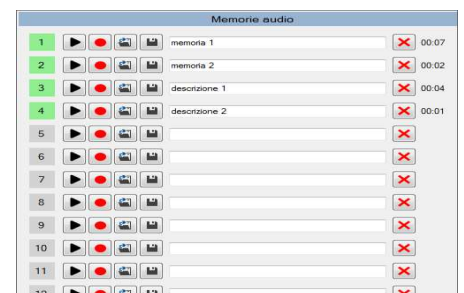 Memorie audio
1 memoria 1 00:07
2 memoria 2 00:02
3 descrizione 1 00:04
4 descrizione 2 00:01
5
6
7
8
9
10
11
12